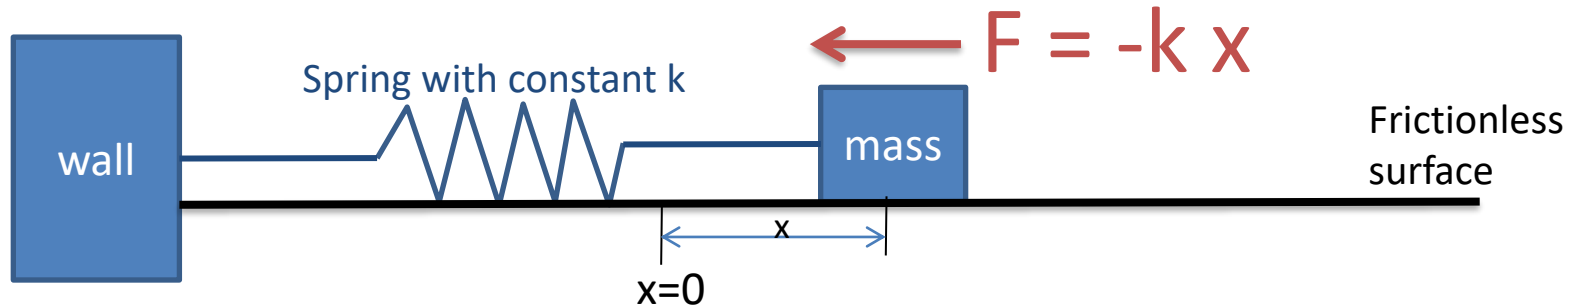 F = -k x
Spring with constant k
wall
mass
Frictionless
surface
x
x=0